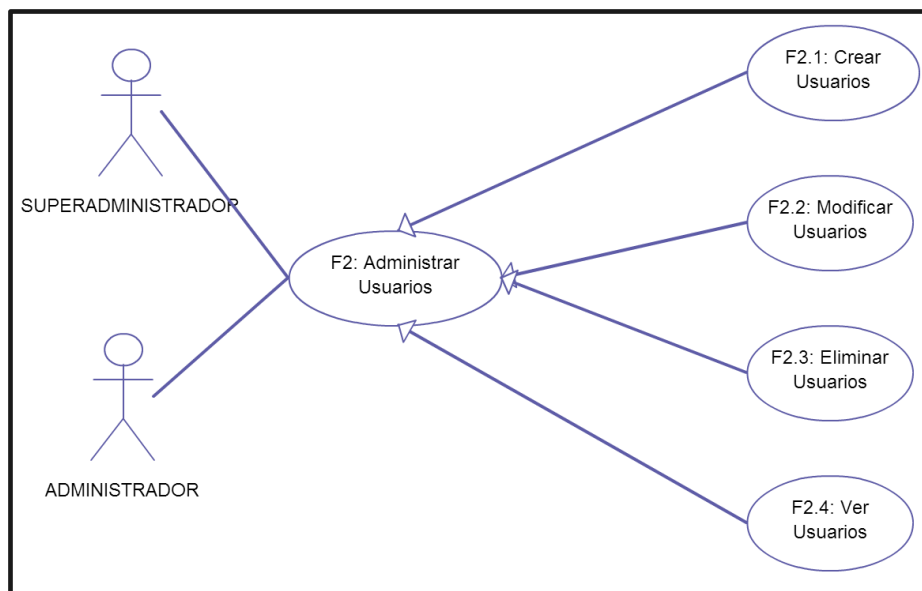 F2.1: Crear
Usuarios
SUPERADMINISTRADOR
F2.2: Modificar
Usuarios
F2: Administrar
Usuarios
F2.3: Eliminar
Usuarios
ADMINISTRADOR
F2.4: Ver
Usuarios